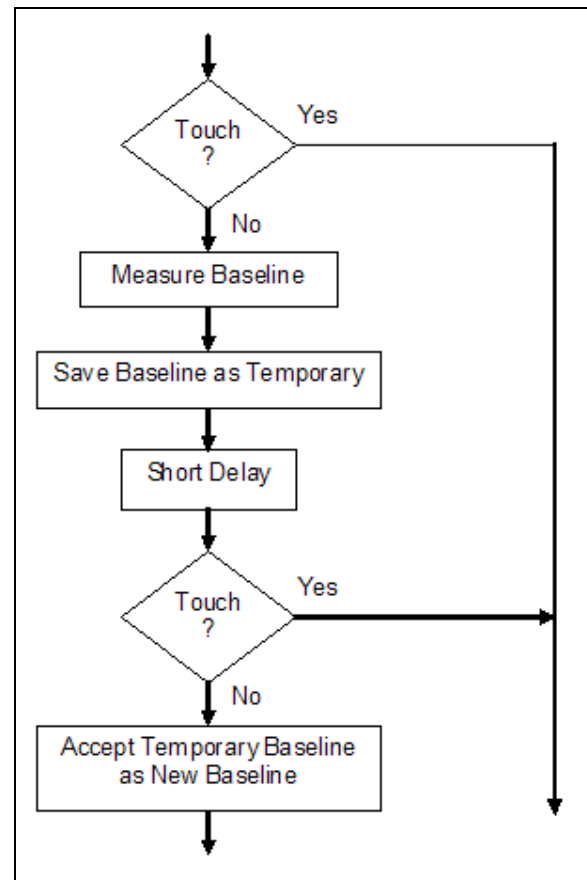 Touch
?
Yes
No
Measure Baseline
Save Baseline as Temporary
Short Delay
Touch
?
Yes
No
Accept Temporary Baseline
as New Baseline